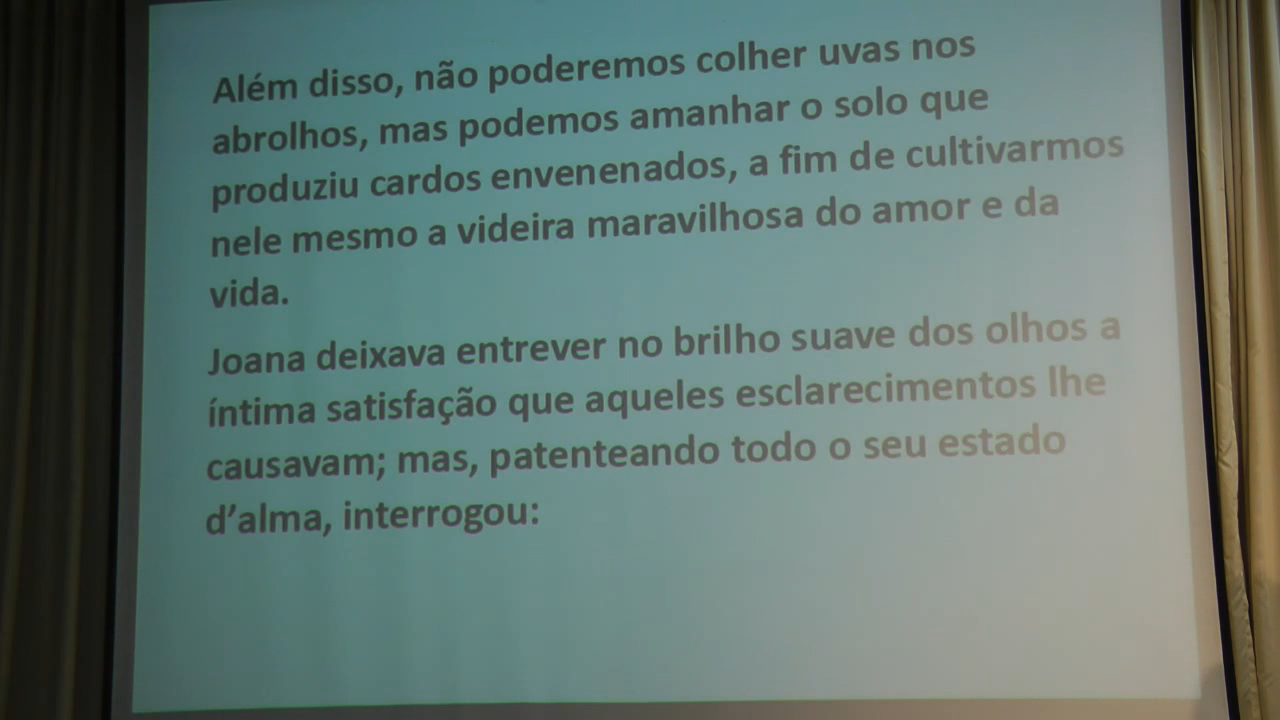 Além disso, não poderemos colher uvas nos
abrolhos, mas podemos amanhar o solo que
produziu cardos envenenados, a fim de cultivarmos
nele mesmo a videira maravilhosa do amor e da
vida.
Joana deixava entrever no brilho suave dos olhos a
íntima satisfação que aqueles esclarecimentos lhe
causavam; mas, patenteando todo o seu estado
d’alma, interrogou: